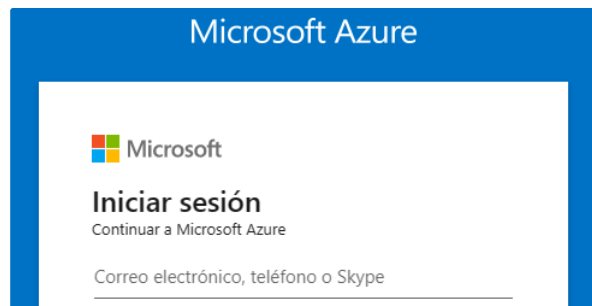 Microsoft Azure
Microsoft
Iniciar sesión
Continuar a Microsoft Azure
Correo electrónico, teléfono o Skype